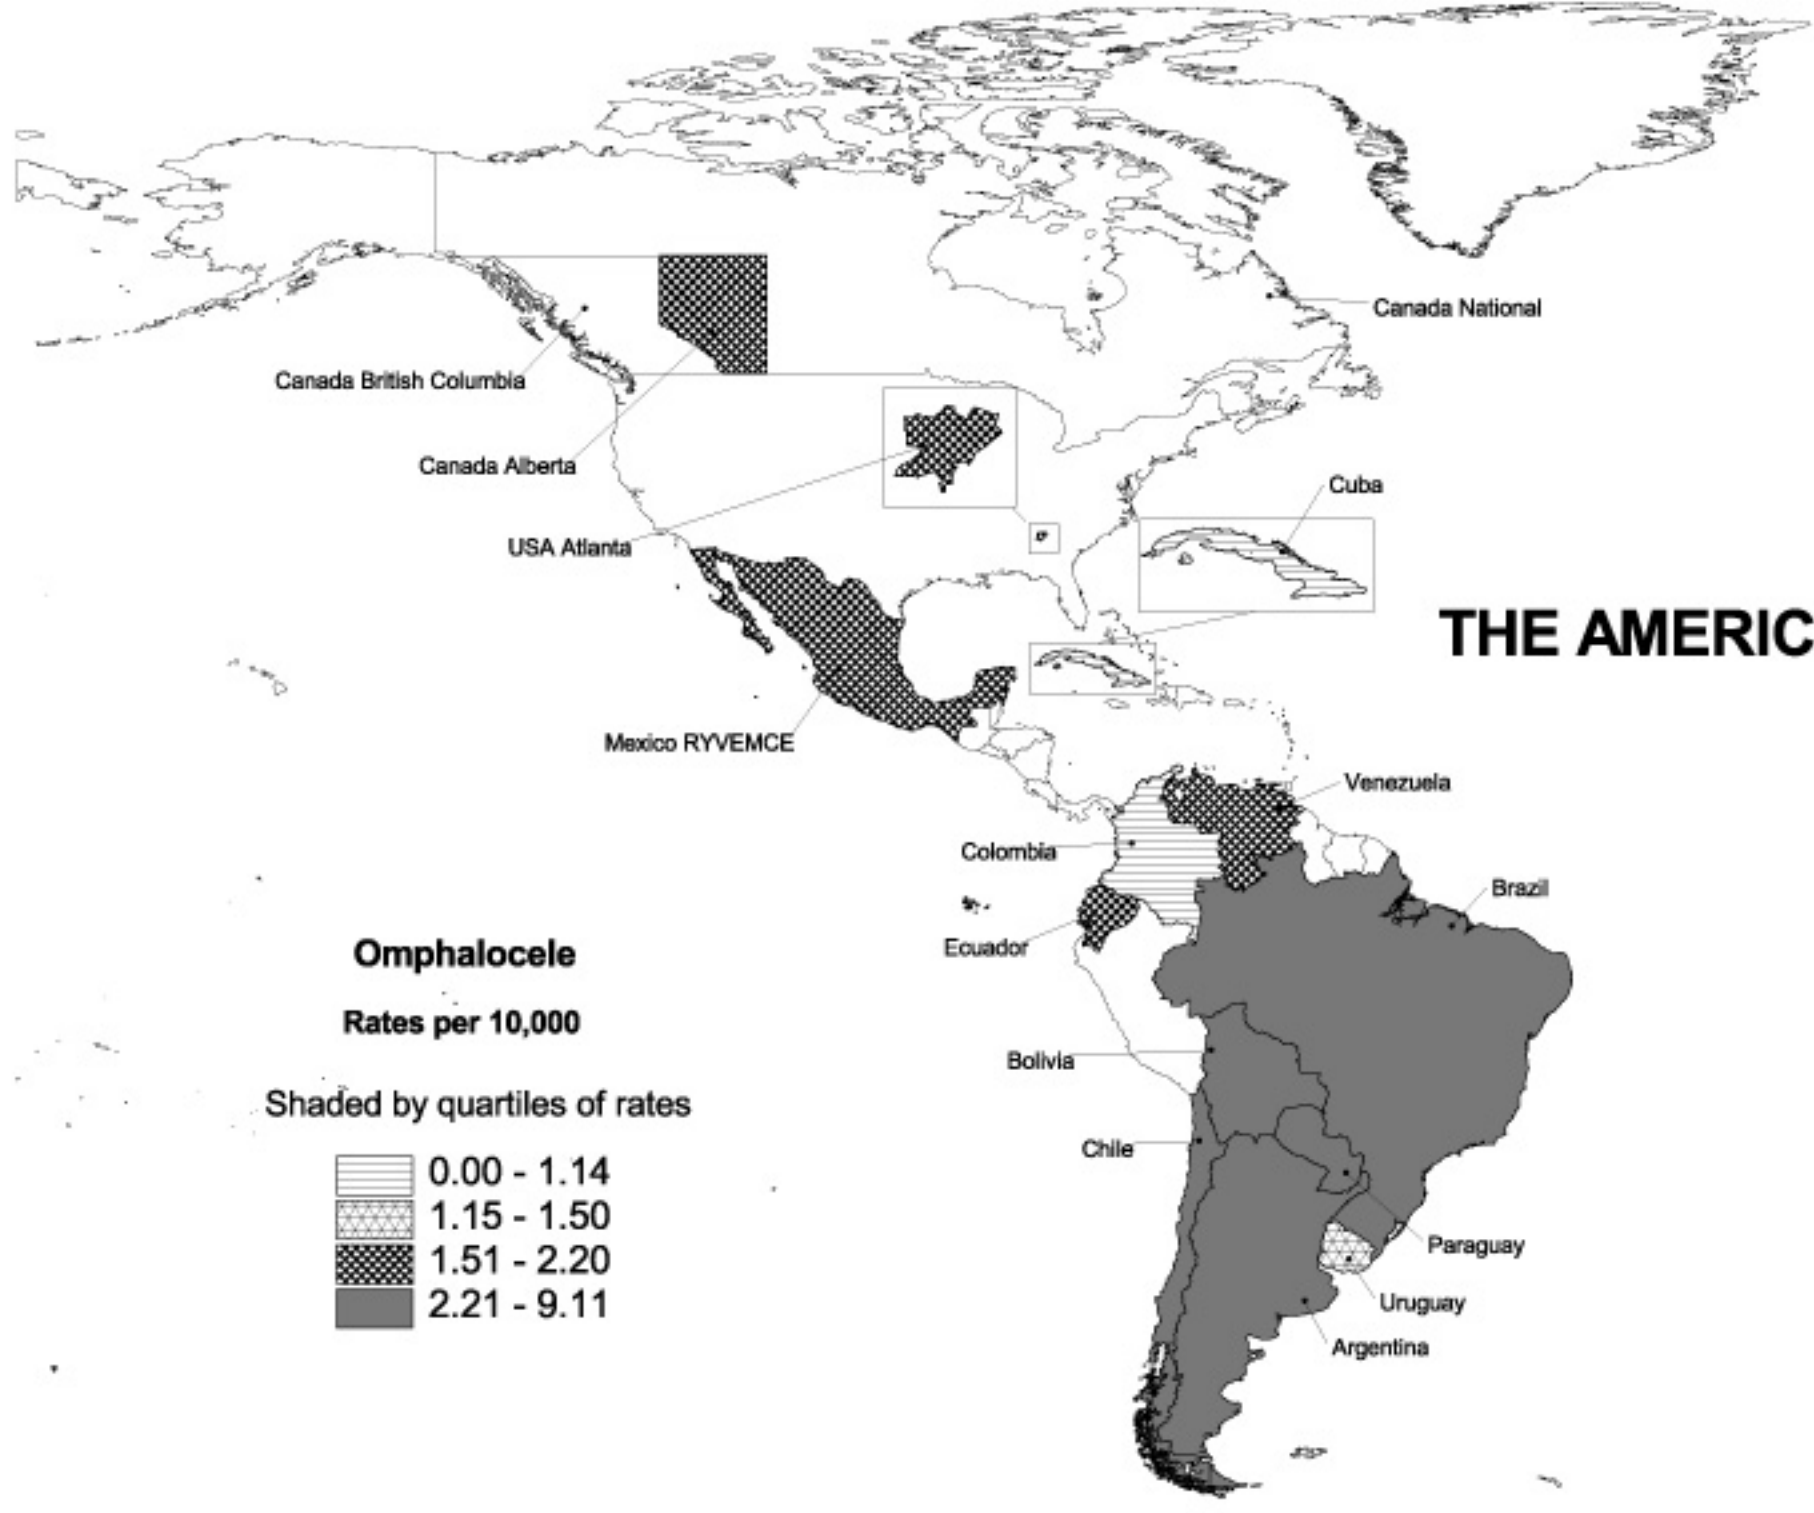 Canada National
Canada British Columbia
Canada Alberta
Cuba
USA Atlanta
THE AMERIC
Mexico RYVEMCE
Venezuela
Colombia
Brazil
Ecuador
Omphalocele
Rates per 10,000
Bolivia
Shaded by quartiles of rates
Chile
0.00 - 1.14
1.15 - 1.50
1.51 - 2.20
2.21 - 9.11
Paraguay
Uruguay
Argentina